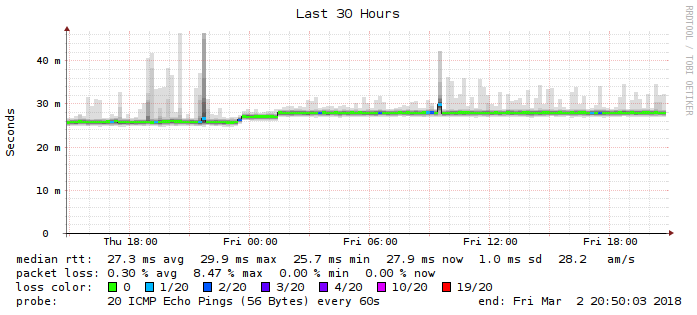 Last 30 Hours
RRDTOOL / TOBI OETIKER
Seconds
40 m
30 m
20 m
10 m
0
Thu 18:00 Fri 00:00 Fri 06:00 Fri 12:00 Fri 18:00
median rtt: 27.3 ms avg 29.9 ms max 25.7 ms min 27.9 ms now 1.0 ms sd 28.2 am/s
packet loss: 0.30 % avg 8.47 % max 0.00 % min 0.00 % now
loss color: 0 1/20 2/20 3/20 4/20 10/20 19/20
probe: 20 ICMP Echo Pings (56 Bytes) every 60s end: Fri Mar 2 20:50:03 2018